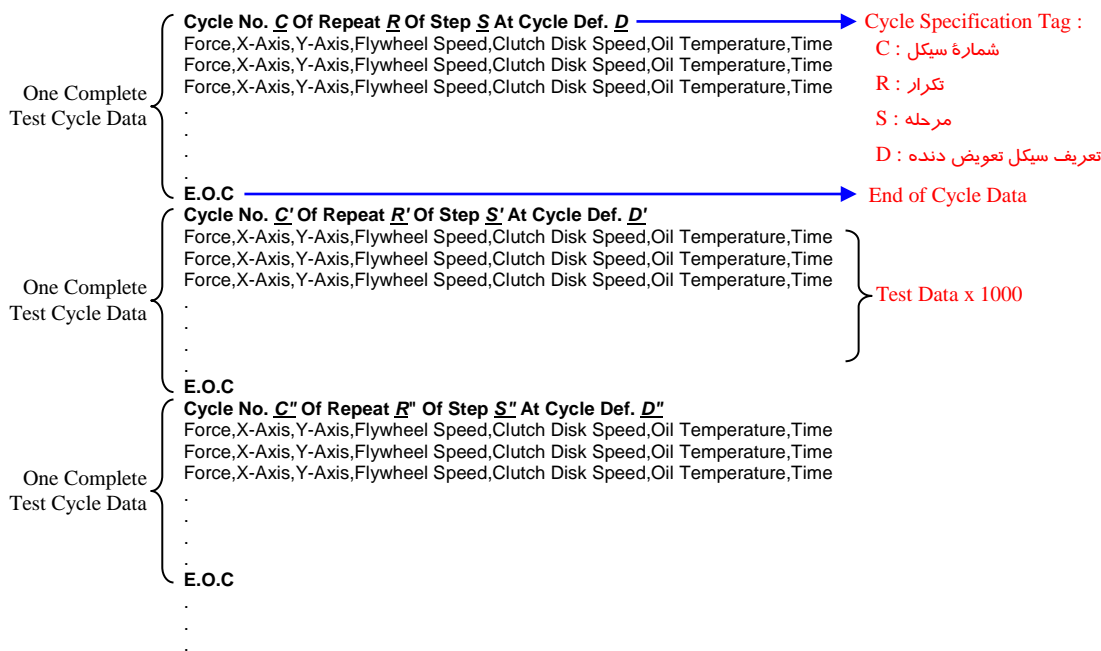 Cycle No. C Of Repeat R Of Step S At Cycle Def. D
Cycle Specification Tag :
Force,X-Axis,Y-Axis,Flywheel Speed,Clutch Disk Speed,Oil Temperature,Time
C : شمارۀ سیکل
Force,X-Axis,Y-Axis,Flywheel Speed,Clutch Disk Speed,Oil Temperature,Time
Force,X-Axis,Y-Axis,Flywheel Speed,Clutch Disk Speed,Oil Temperature,Time
R : تکرار
One Complete
Test Cycle Data
.
.
.
.
S : مرحله
D : تعریف سیکل تعویض دنده
E.O.C
End of Cycle Data
Cycle No. C' Of Repeat R' Of Step S' At Cycle Def. D'
Force,X-Axis,Y-Axis,Flywheel Speed,Clutch Disk Speed,Oil Temperature,Time
Force,X-Axis,Y-Axis,Flywheel Speed,Clutch Disk Speed,Oil Temperature,Time
Force,X-Axis,Y-Axis,Flywheel Speed,Clutch Disk Speed,Oil Temperature,Time
One Complete
Test Cycle Data
Test Data x 1000
.
.
.
.
E.O.C
Cycle No. C" Of Repeat R" Of Step S" At Cycle Def. D"
Force,X-Axis,Y-Axis,Flywheel Speed,Clutch Disk Speed,Oil Temperature,Time
Force,X-Axis,Y-Axis,Flywheel Speed,Clutch Disk Speed,Oil Temperature,Time
Force,X-Axis,Y-Axis,Flywheel Speed,Clutch Disk Speed,Oil Temperature,Time
One Complete
Test Cycle Data
.
.
.
.
E.O.C
.
.
.